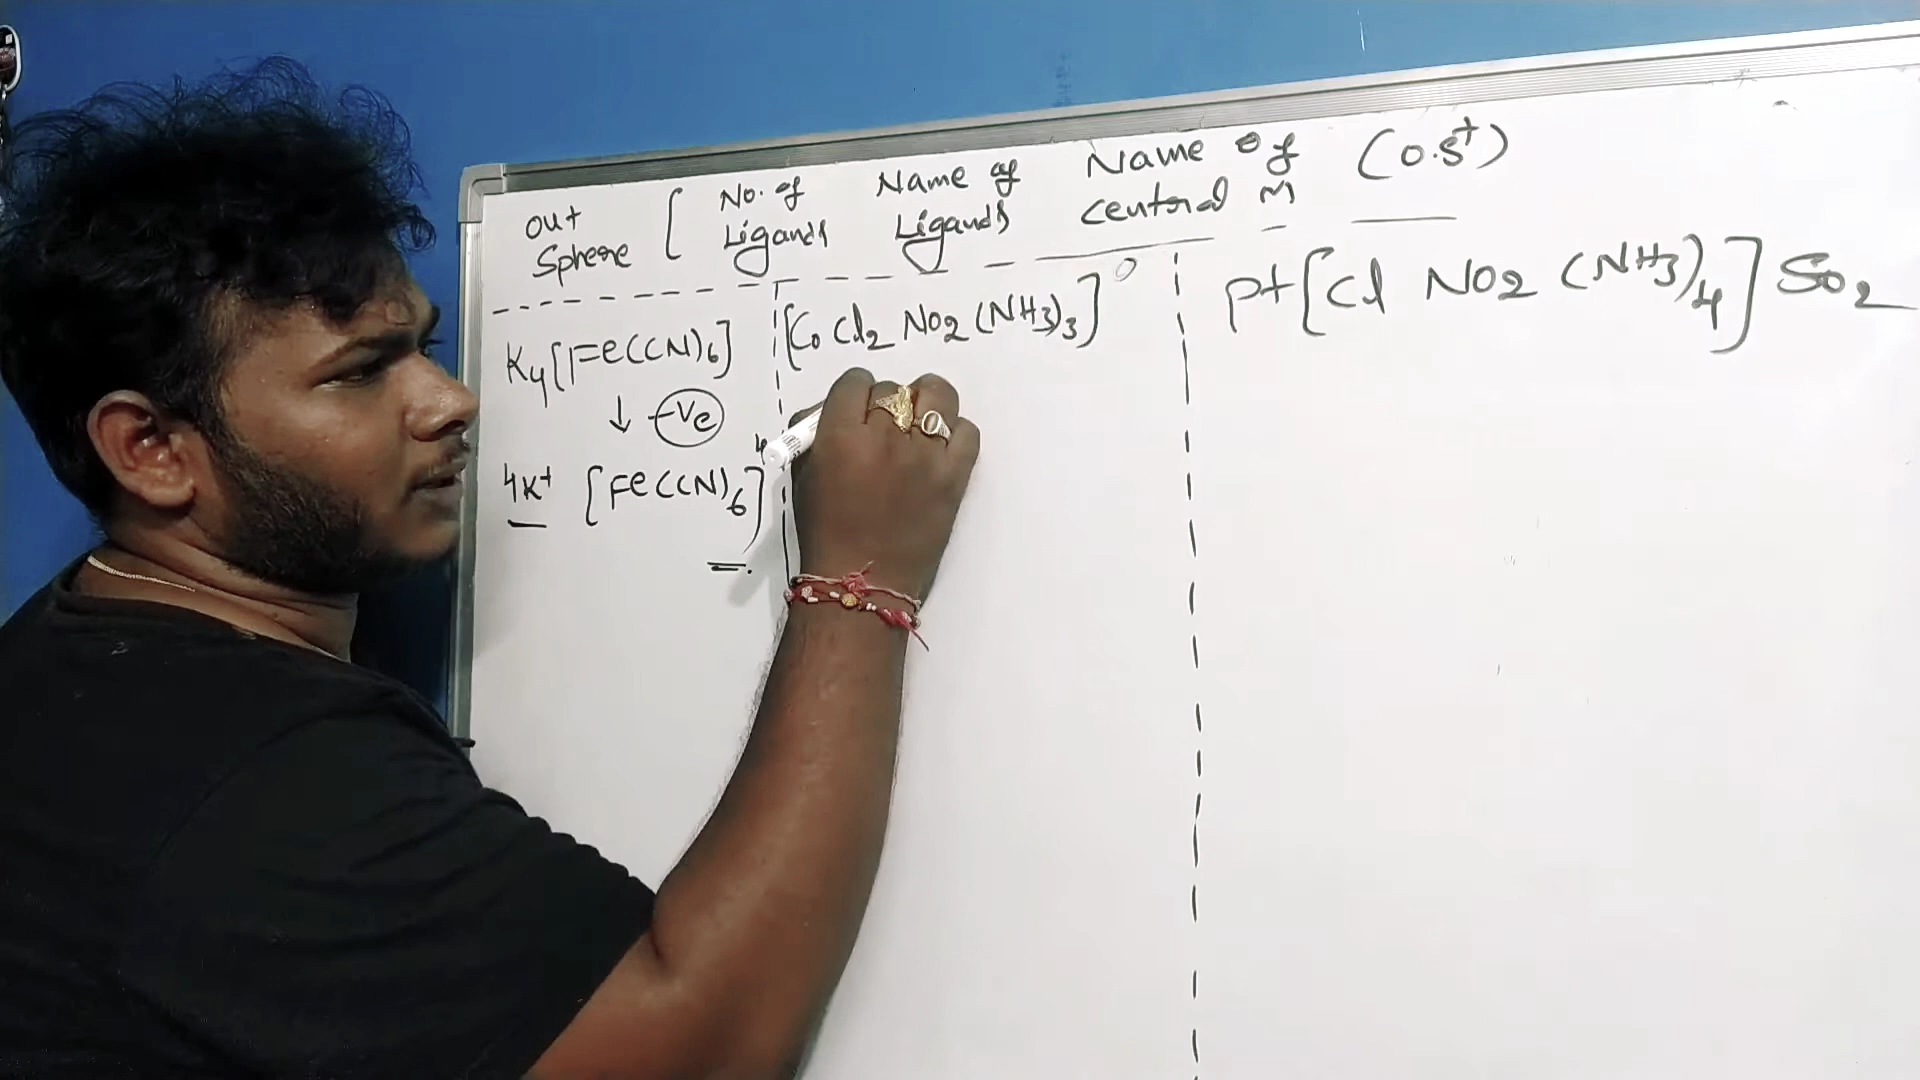 out Sphere [ No. of Ligands Name of Ligands Name of central M (O.S+)
K4[Fe(CN)6]
↓ -Ve
4K+ [Fe(CN)6]4
[Co Cl2 NO2 (NH3)3]0
Pt[Cl NO2 (NH3)4] SO2